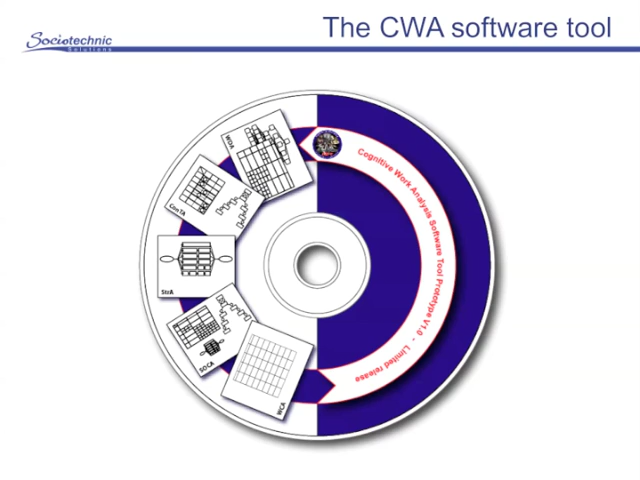 Sociotechnic
Solutions
The CWA software tool
WDA
ConTA
StrA
SOCA
WCA
Cognitive Work Analysis Software Tool Prototype V1.0 - Limited release